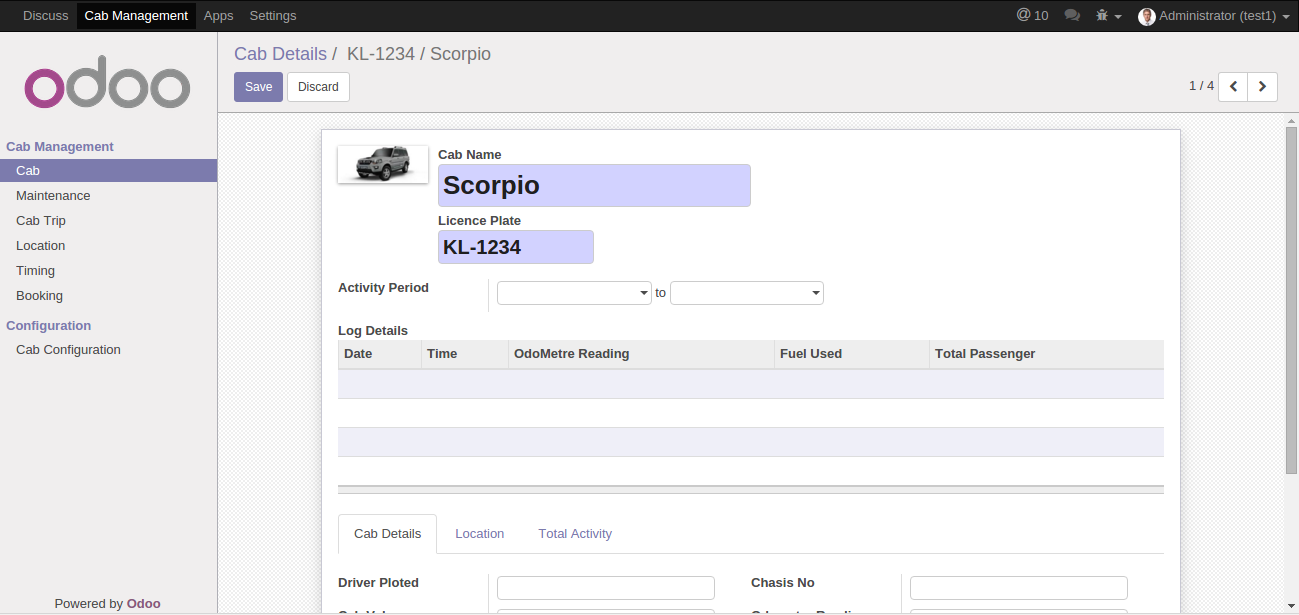 Discuss Cab Management Apps Settings @ 10 Administrator (test1)
odoo
Cab Details / KL-1234 / Scorpio
Save Discard 1 / 4
Cab Management
Cab
Maintenance
Cab Trip
Location
Timing
Booking
Configuration
Cab Configuration
Powered by Odoo
Cab Name
Scorpio
Licence Plate
KL-1234
Activity Period to
Log Details
Date Time OdoMetre Reading Fuel Used Total Passenger
Cab Details Location Total Activity
Driver Ploted Chasis No